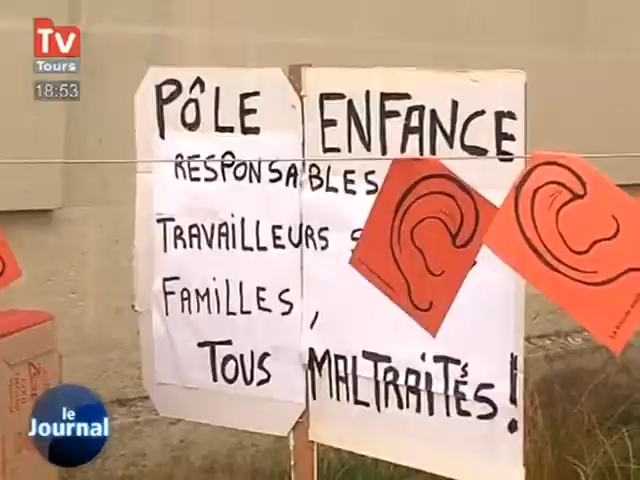 TV
Tours
18:53
PÔLE ENFANCE
RESPONSABLES
TRAVAILLEURS
FAMILLES,
TOUS MALTRAITÉS!
le
Journal